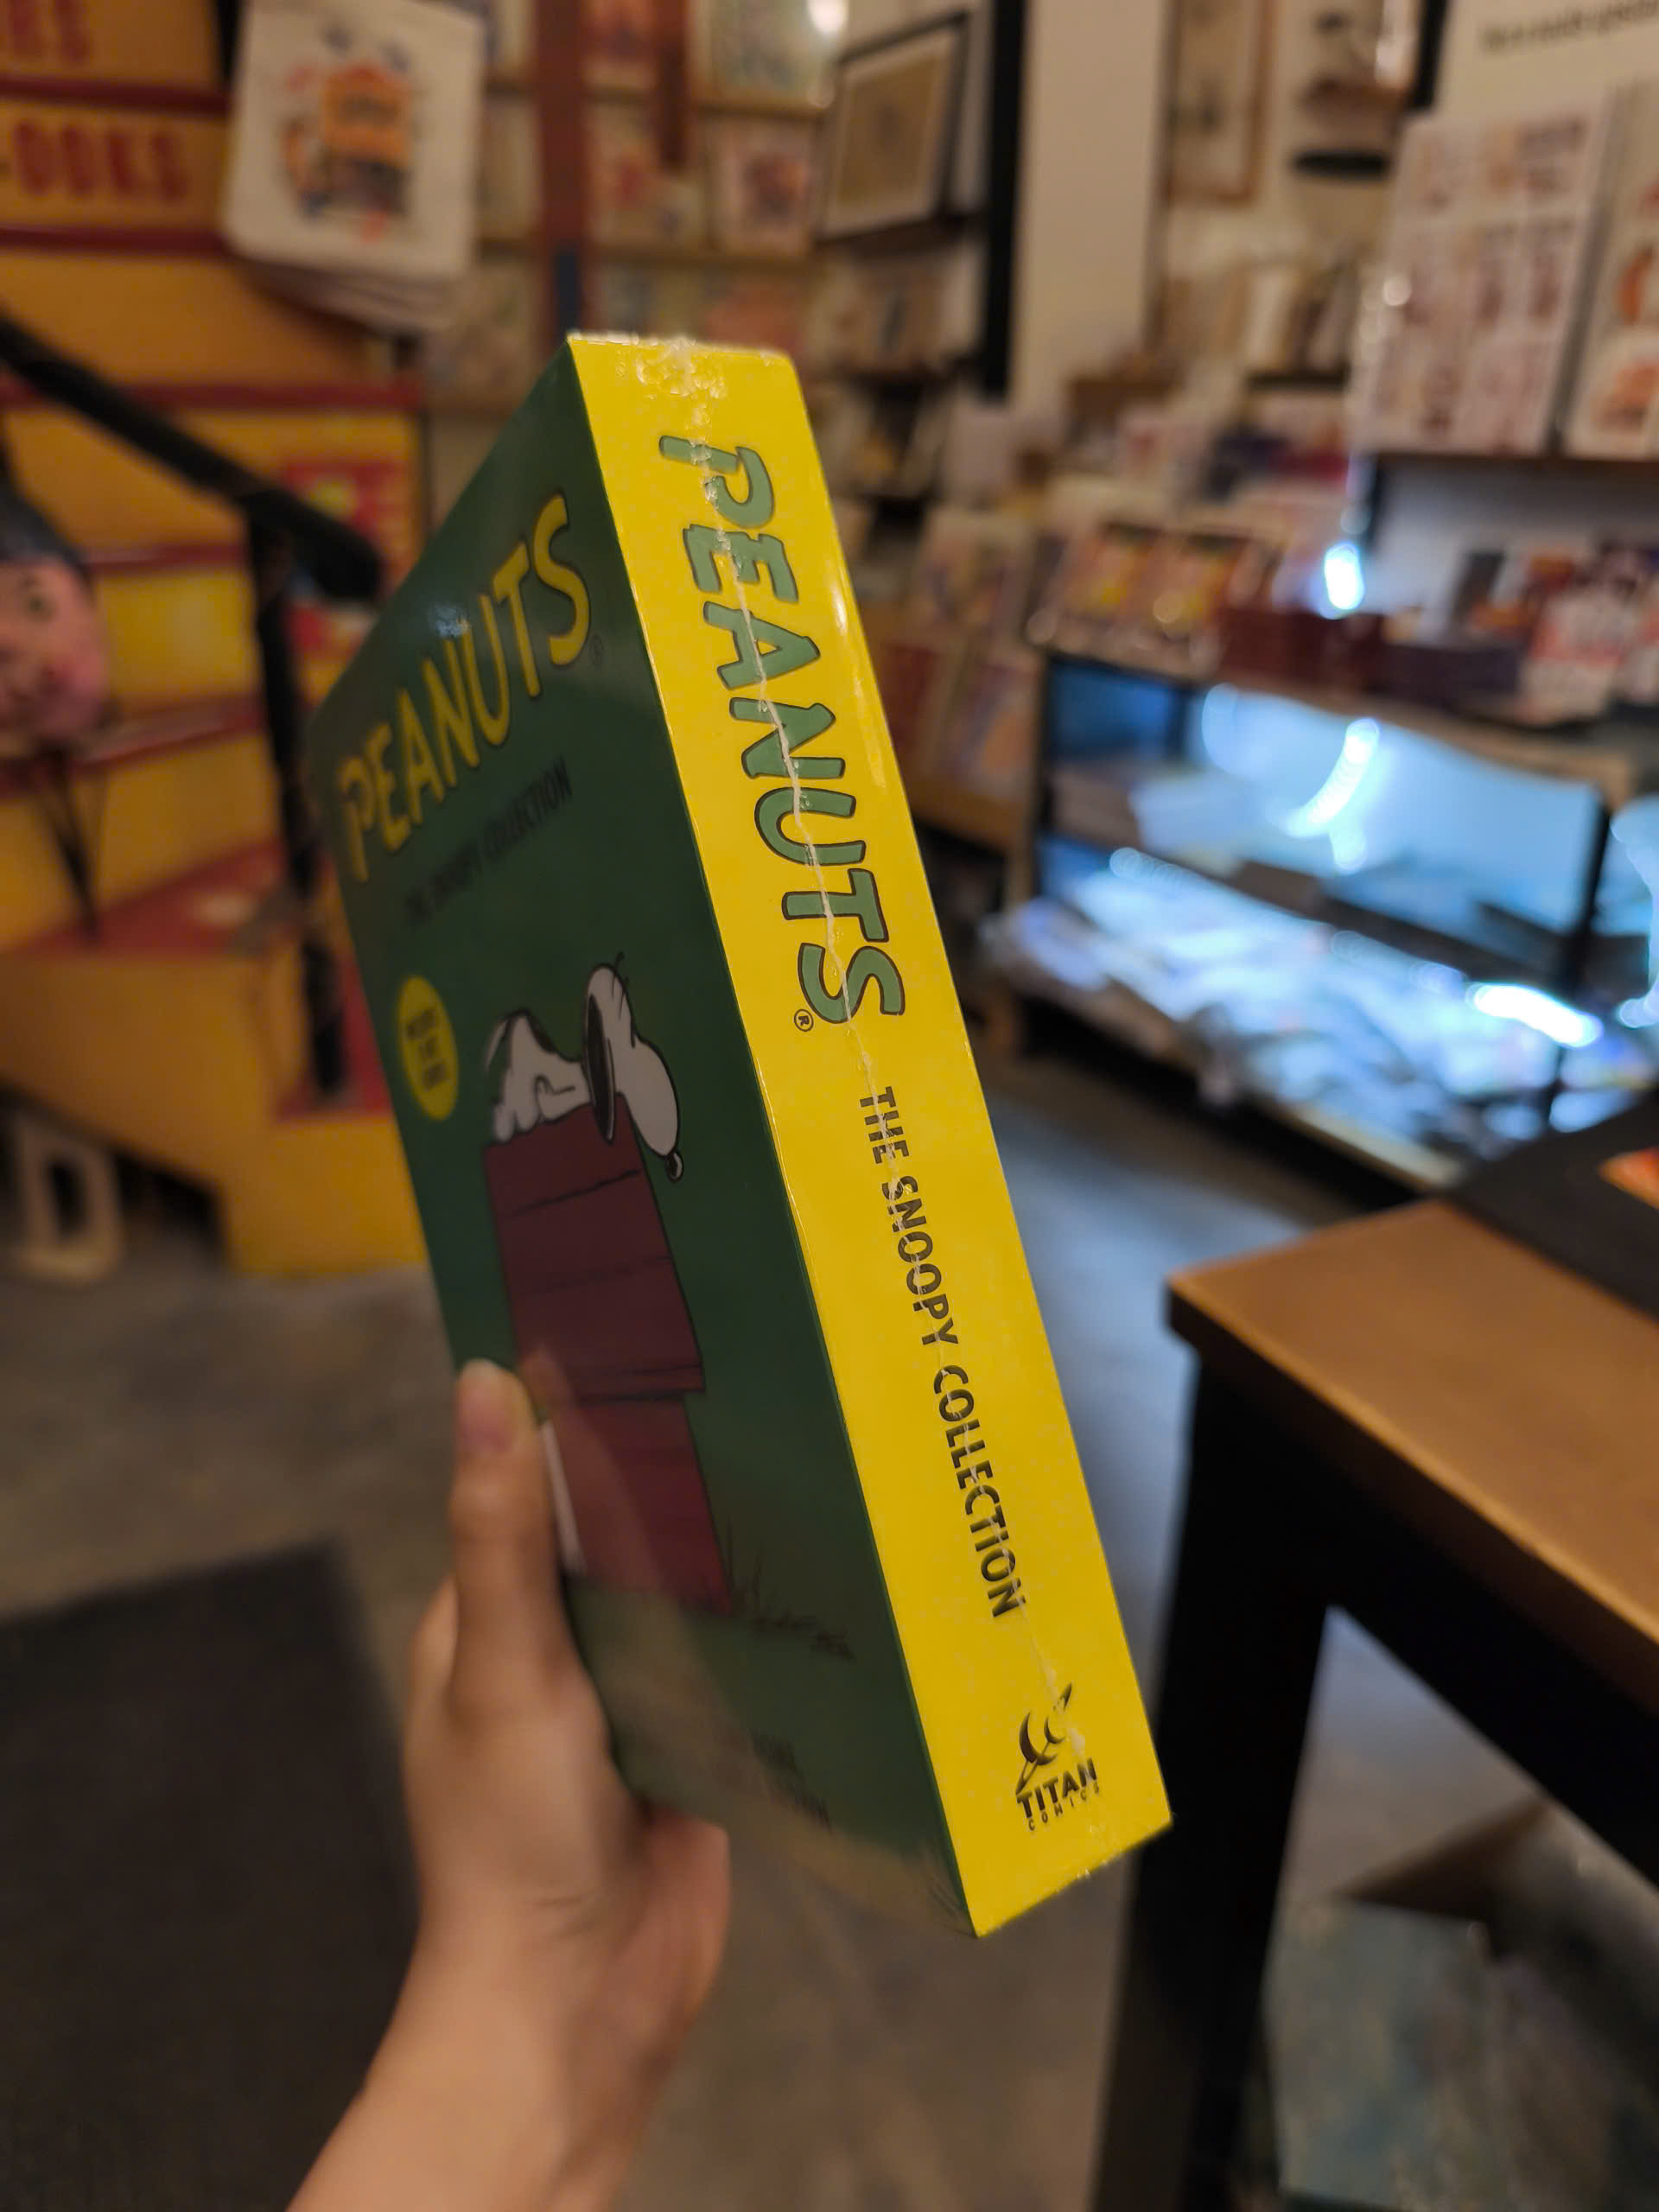 PEANUTS®
THE SNOOPY COLLECTION
PEANUTS®
THE SNOOPY COLLECTION
TITAN
COMICS